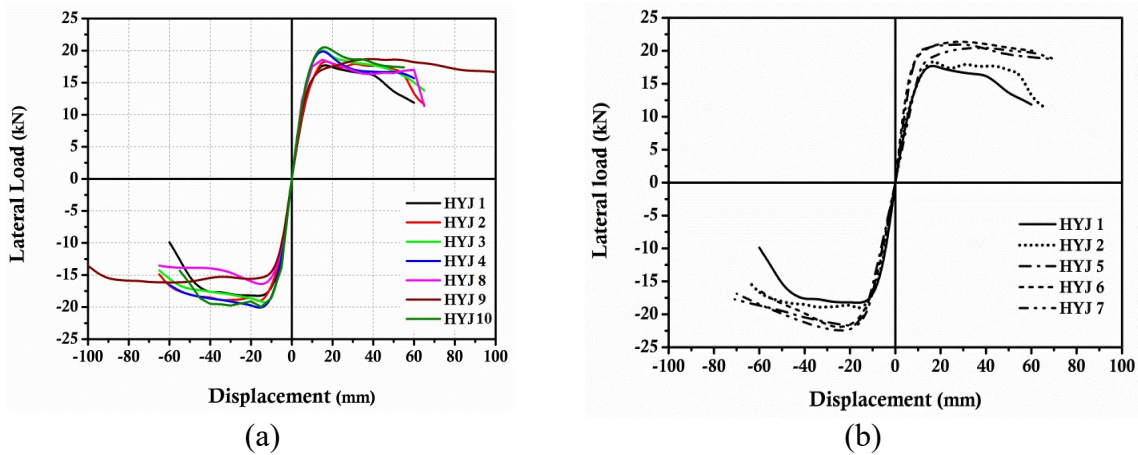 25
20
15
10
5
0
-5
-10
-15
-20
-25
Lateral Load (kN)
HYJ 1
HYJ 2
HYJ 3
HYJ 4
HYJ 8
HYJ 9
HYJ 10
-100 -80 -60 -40 -20 0 20 40 60 80 100
Displacement (mm)
(a)
25
20
15
10
5
0
-5
-10
-15
-20
-25
Lateral load (kN)
HYJ 1
HYJ 2
HYJ 5
HYJ 6
HYJ 7
-100 -80 -60 -40 -20 0 20 40 60 80 100
Displacement (mm)
(b)